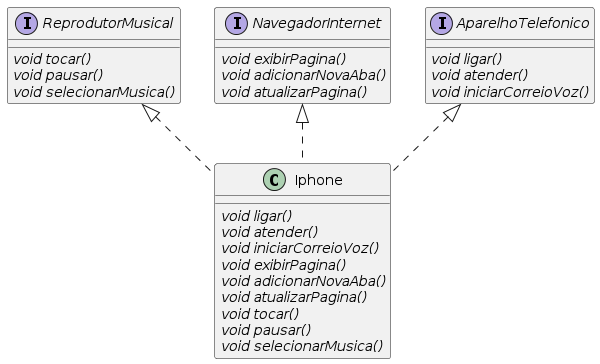 I ReprodutorMusical
void tocar()
void pausar()
void selecionarMusica()
I NavegadorInternet
void exibirPagina()
void adicionarNovaAba()
void atualizarPagina()
I AparelhoTelefonico
void ligar()
void atender()
void iniciarCorreioVoz()
C Iphone
void ligar()
void atender()
void iniciarCorreioVoz()
void exibirPagina()
void adicionarNovaAba()
void atualizarPagina()
void tocar()
void pausar()
void selecionarMusica()